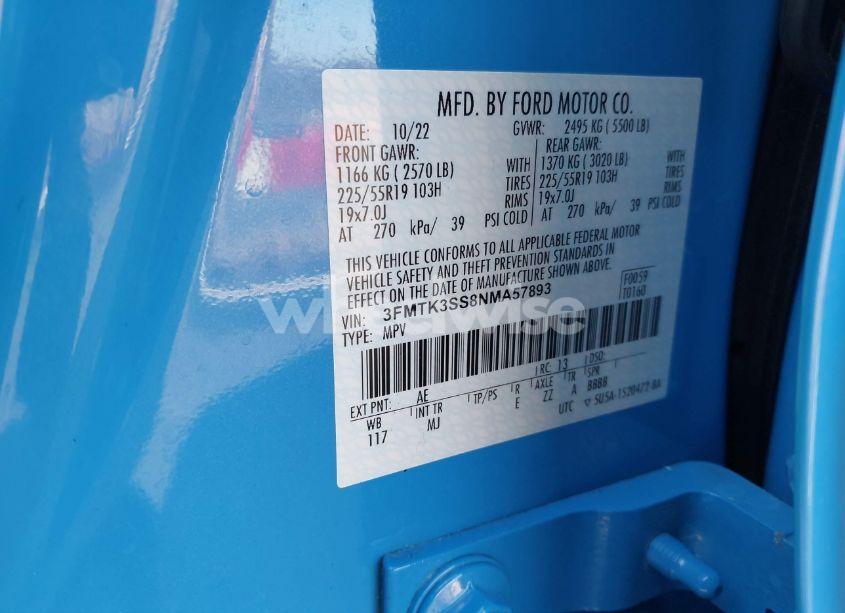 MFD. BY FORD MOTOR CO.
DATE: 10/22 GVWR: 2495 KG ( 5500 LB)
FRONT GAWR: REAR GAWR:
1166 KG ( 2570 LB) WITH 1370 KG ( 3020 LB) WITH
225/55R19 103H TIRES 225/55R19 103H TIRES
19x7.0J RIMS 19x7.0J RIMS
AT 270 kPa/ 39 PSI COLD AT 270 kPa/ 39 PSI COLD
THIS VEHICLE CONFORMS TO ALL APPLICABLE FEDERAL MOTOR
VEHICLE SAFETY AND THEFT PREVENTION STANDARDS IN
EFFECT ON THE DATE OF MANUFACTURE SHOWN ABOVE.
F0059
T0160
VIN: 3FMTK3SS8NMA57893
TYPE: MPV
wheelwise
RC: 13 DSO:
EXT PNT: AE
WB INT TR TP/PS R AXLE TR SPR
117 MJ E ZZ A BBBB
UTC ▽ 5U5A-1520472-BA